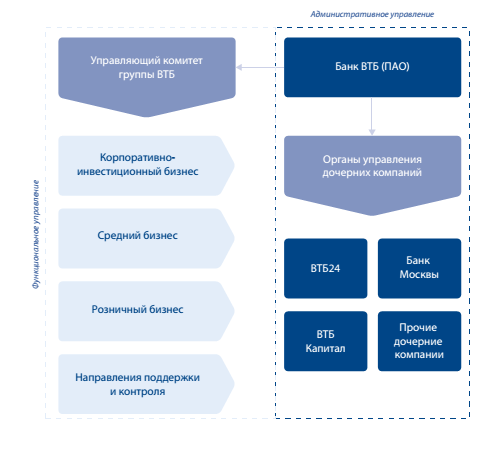 Административное управление
Управляющий комитет
группы ВТБ
Банк ВТБ (ПАО)
Корпоративно-
инвестиционный бизнес
Органы управления
дочерних компаний
Функциональное управление
Средний бизнес
ВТБ24
Банк
Москвы
Розничный бизнес
ВТБ
Капитал
Прочие
дочерние
компании
Направления поддержки
и контроля